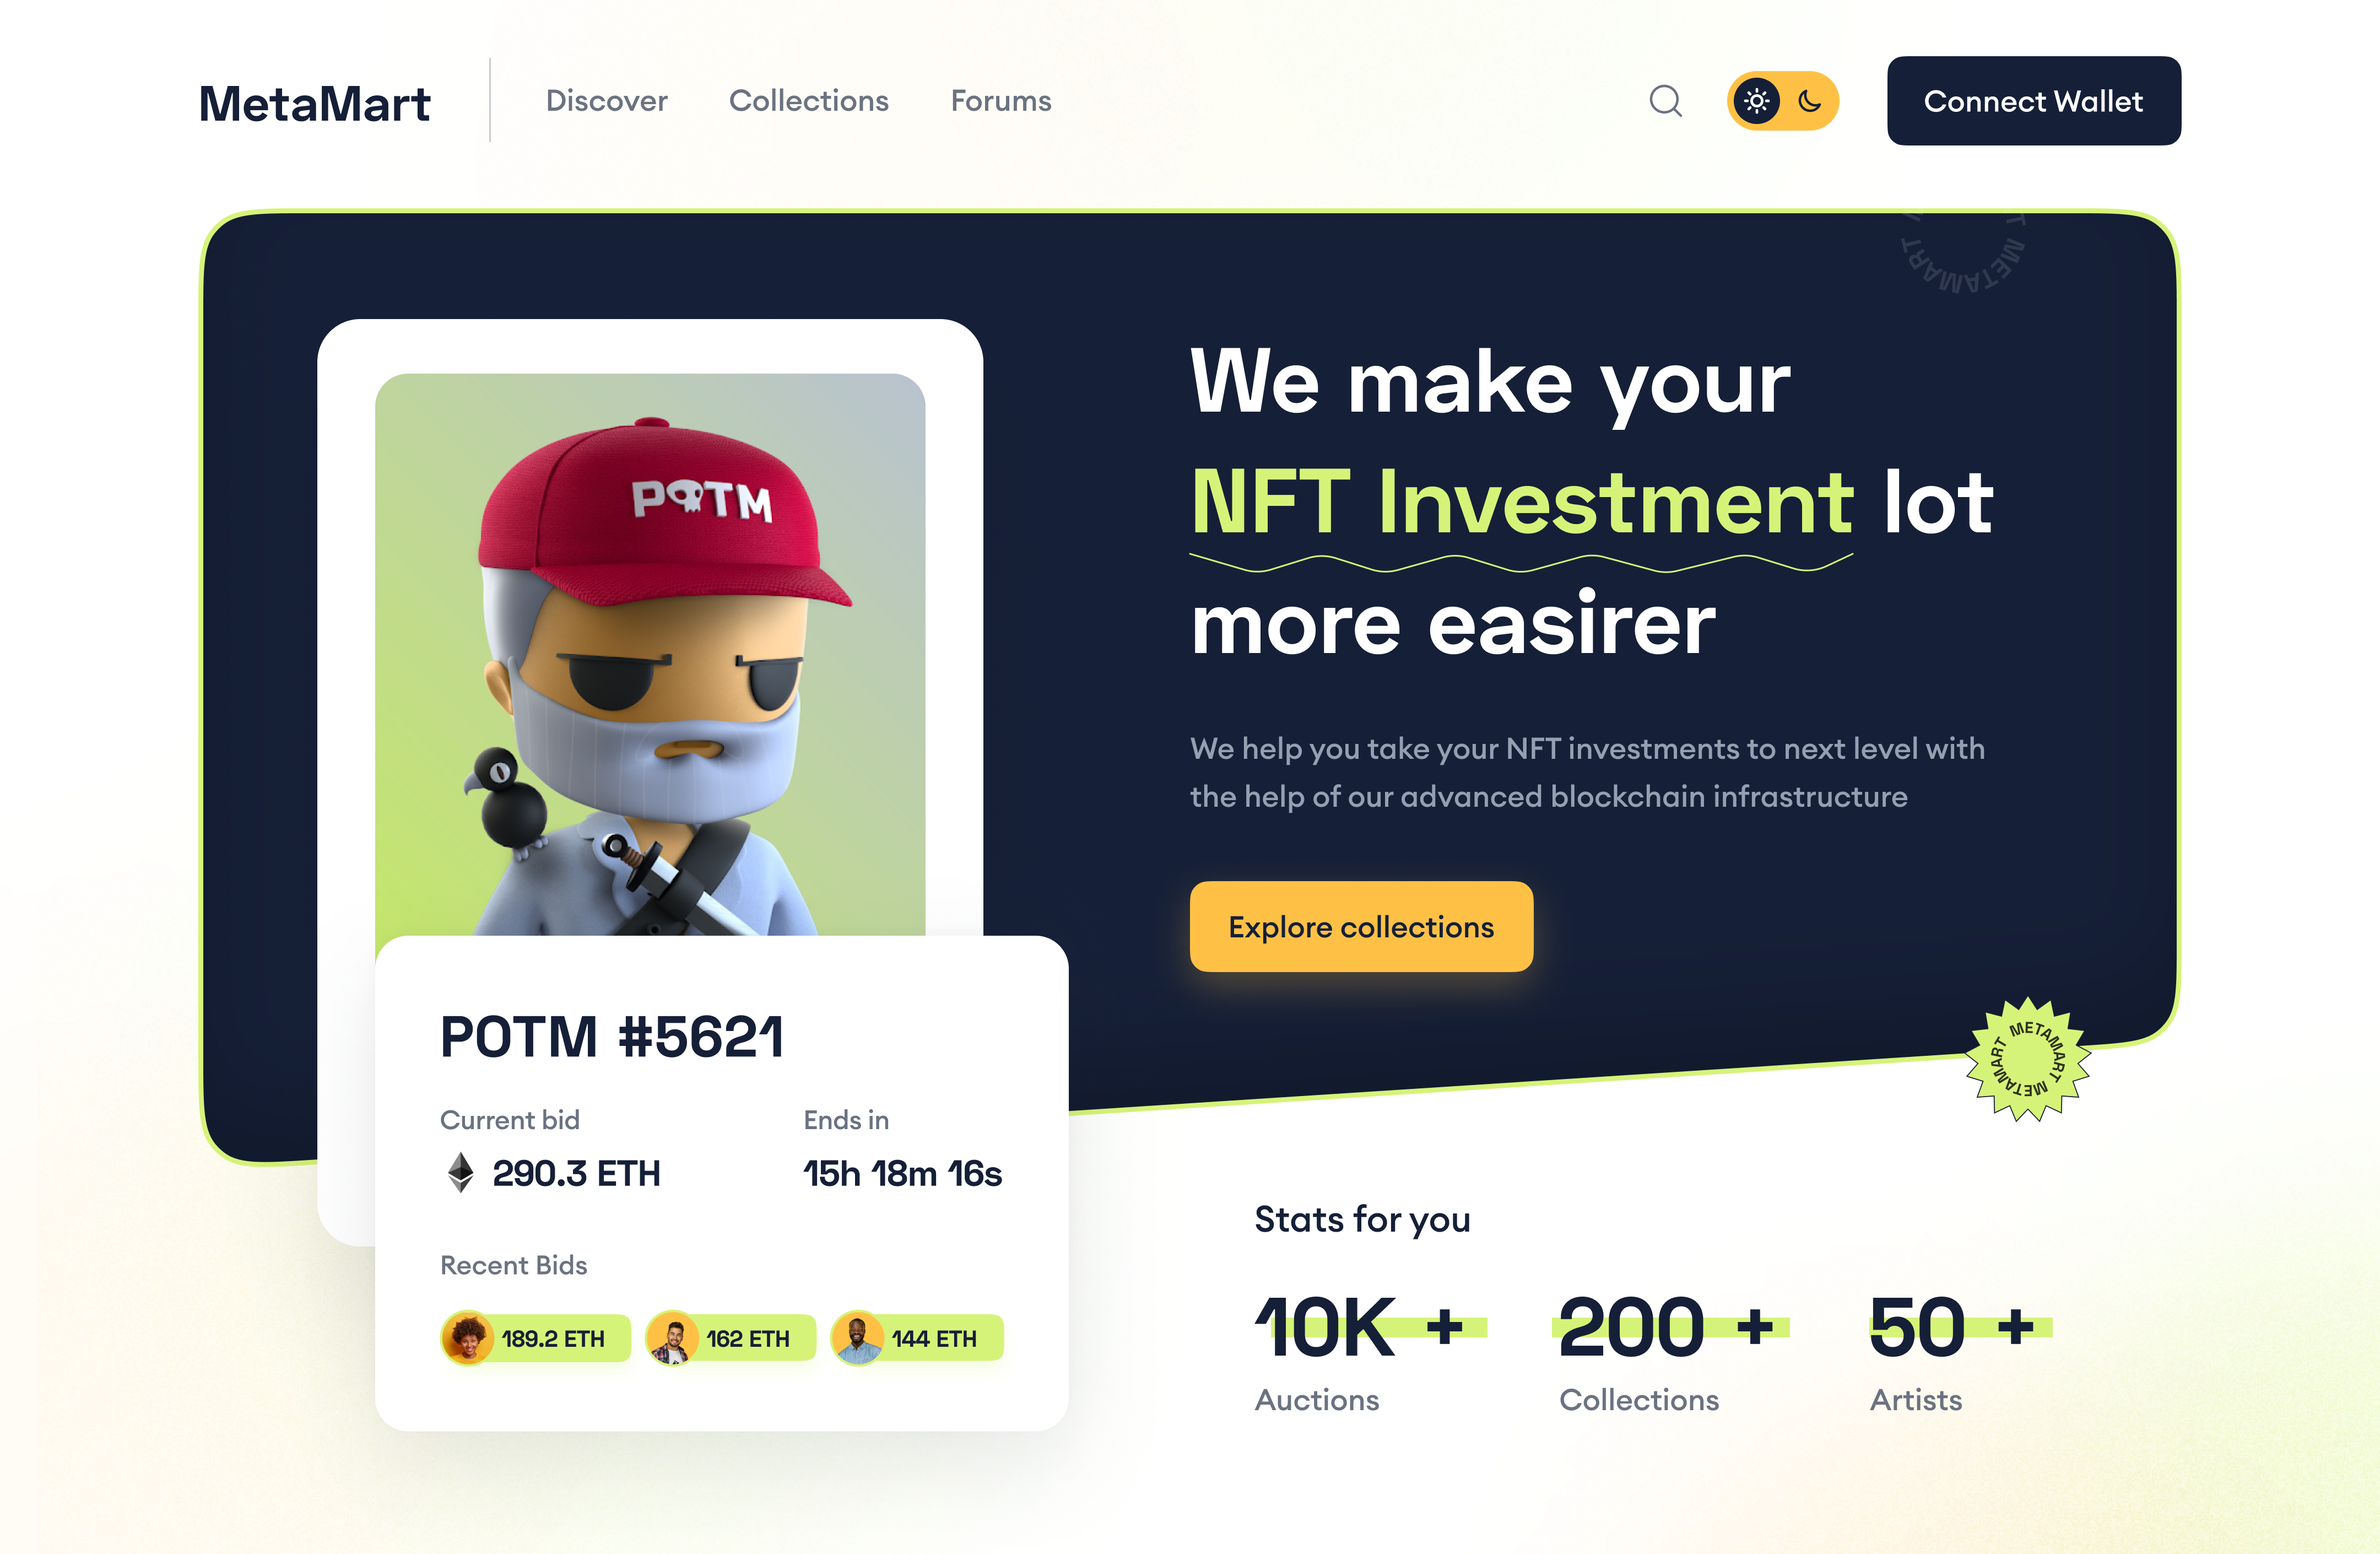 MetaMart
Discover
Collections
Forums
Connect Wallet
METAMART
POTM
We make your
NFT Investment lot
more easirer
We help you take your NFT investments to next level with
the help of our advanced blockchain infrastructure
Explore collections
METAMART METAMART METAMART
POTM #5621
Current bid
290.3 ETH
Ends in
15h 18m 16s
Recent Bids
189.2 ETH
162 ETH
144 ETH
Stats for you
10K +
Auctions
200 +
Collections
50 +
Artists